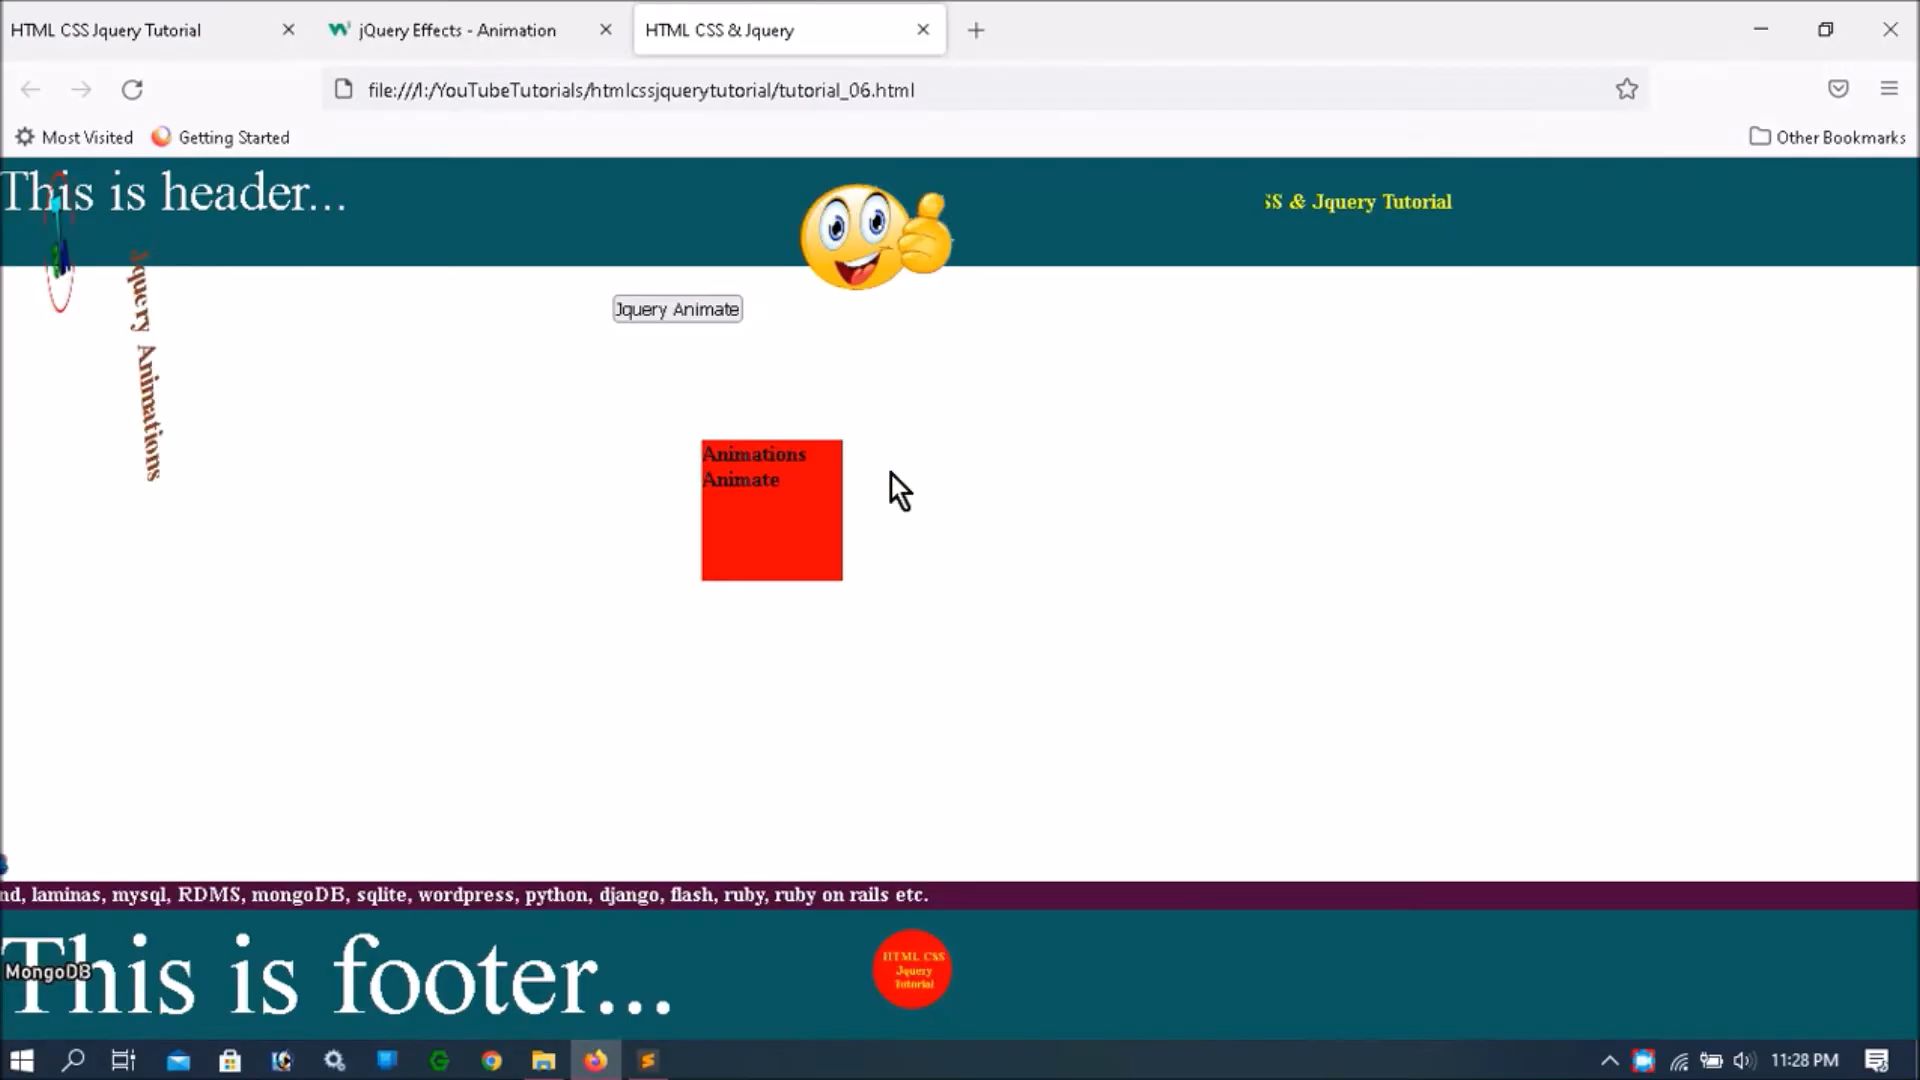 HTML CSS Jquery Tutorial
jQuery Effects - Animation
HTML CSS & Jquery
file:///I:/YouTubeTutorials/htmlcssjquerytutorial/tutorial_06.html
Most Visited
Getting Started
Other Bookmarks
This is header...
SS & Jquery Tutorial
Jquery Animations
Jquery Animate
Animations
Animate
nd, laminas, mysql, RDMS, mongoDB, sqlite, wordpress, python, django, flash, ruby, ruby on rails etc.
This is footer...
MongoDB
HTML CSS
Jquery
Tutorial
11:28 PM